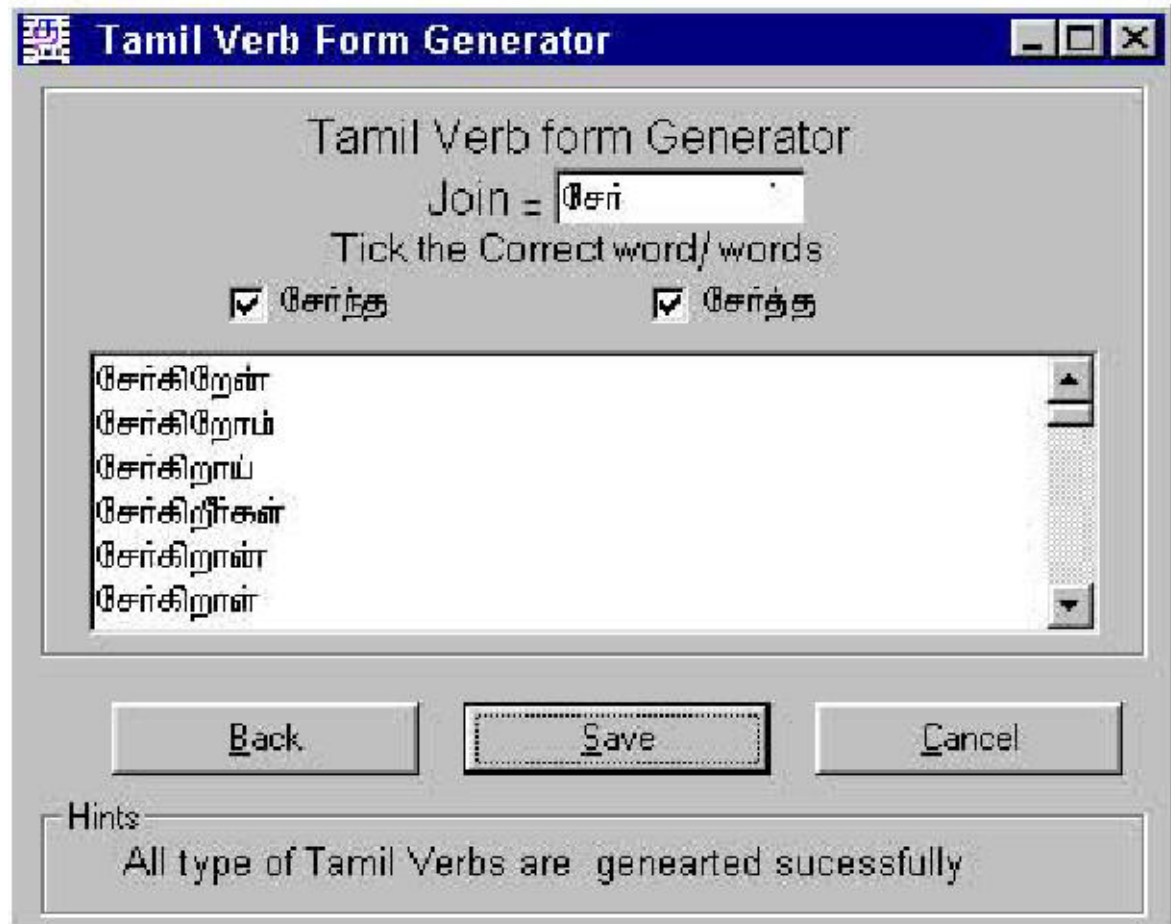 Tamil Verb Form Generator
Tamil Verb form Generator
Join = சேர்
Tick the Correct word/ words
சேர்ந்த சேர்த்த
சேர்கிறேன்
சேர்கிறோம்
சேர்கிறாய்
சேர்கிறீர்கள்
சேர்கிறான்
சேர்கிறாள்
Back Save Cancel
Hints
All type of Tamil Verbs are genearted sucessfully